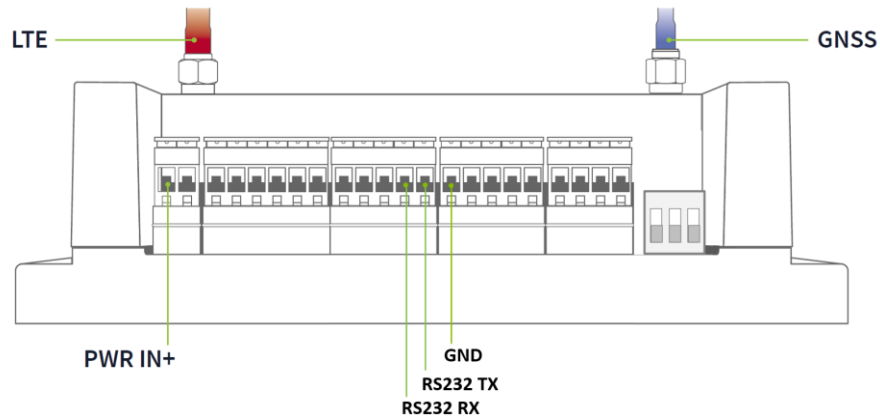 LTE
GNSS
PWR IN+
GND
RS232 TX
RS232 RX